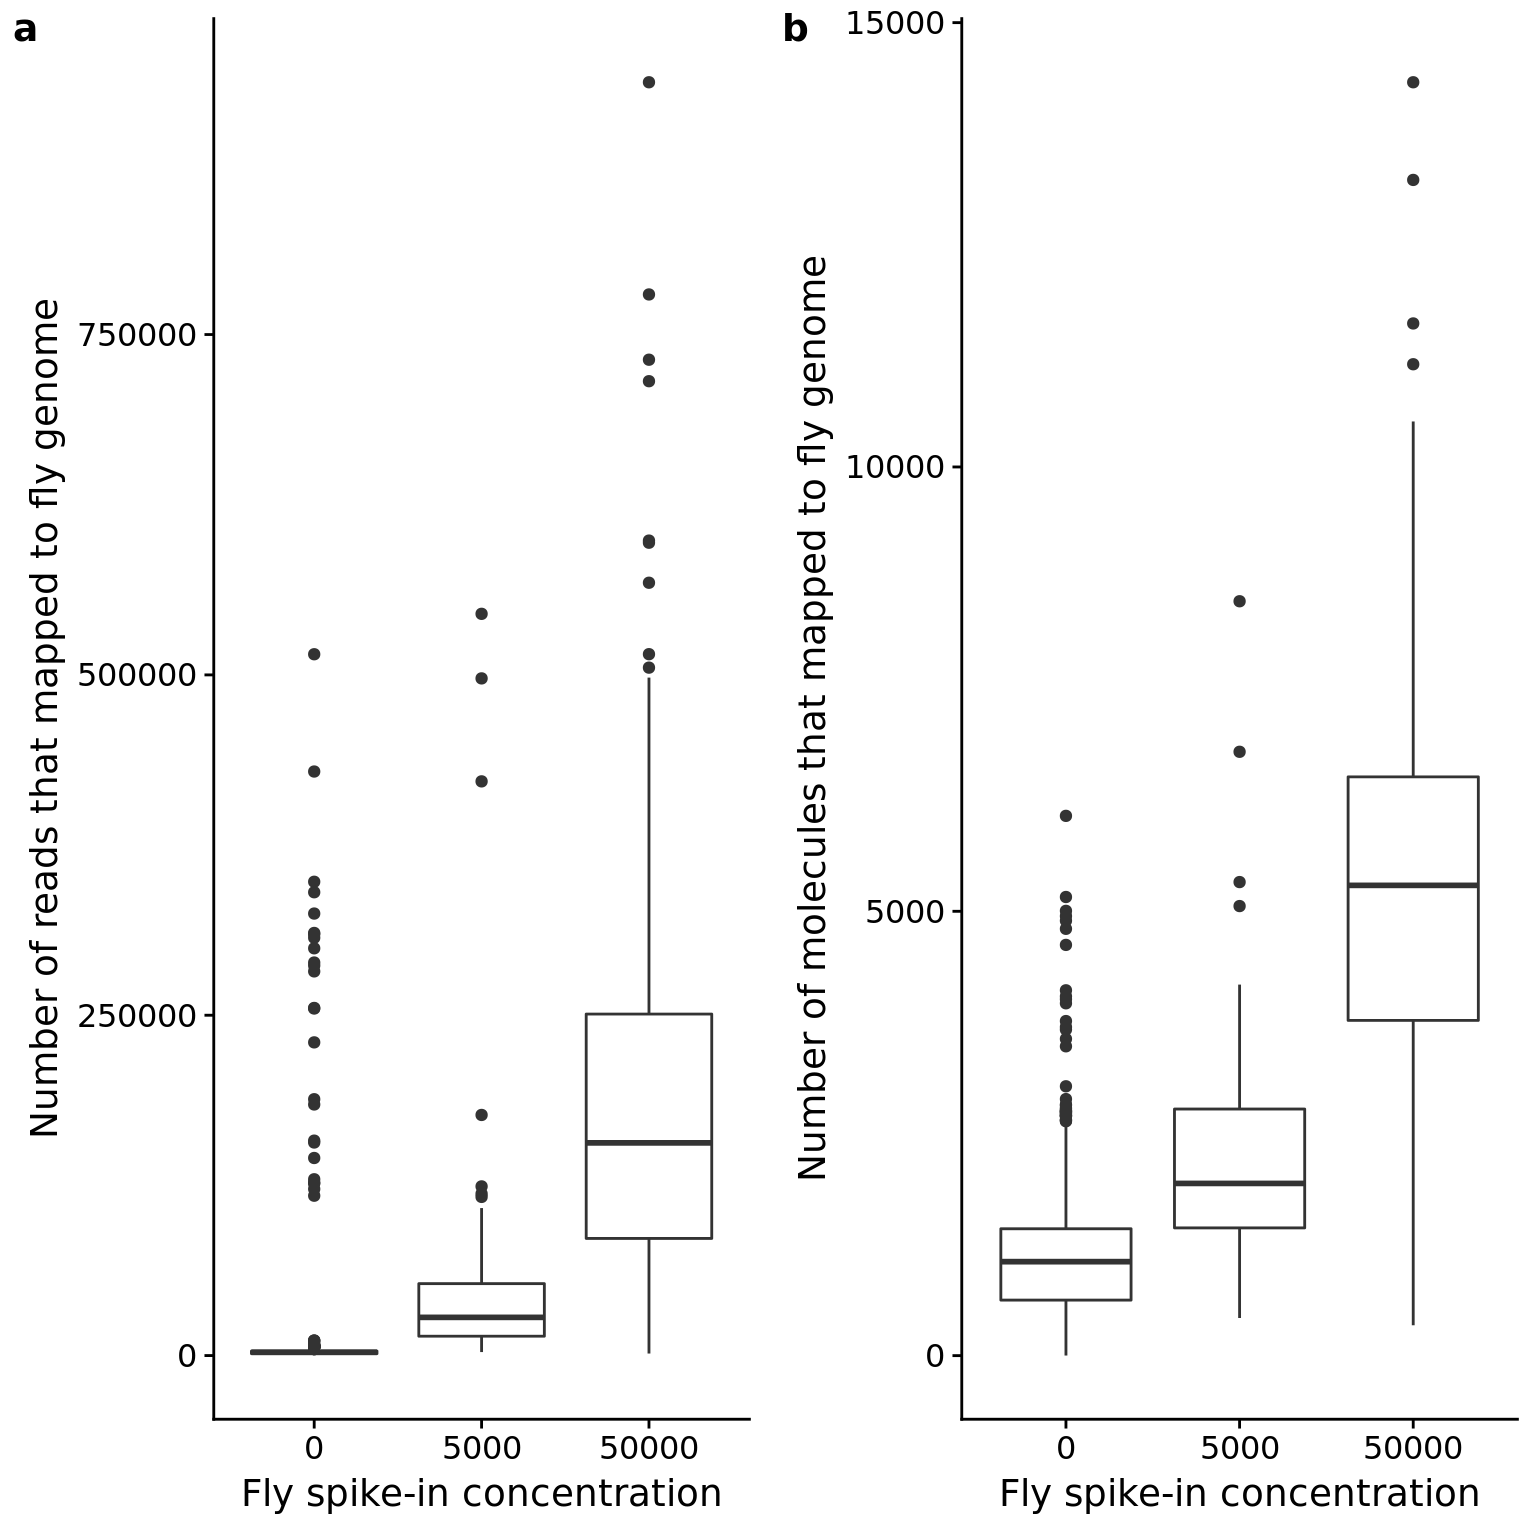 a
Number of reads that mapped to fly genome
750000
500000
250000
0
0 5000 50000
Fly spike-in concentration
b
Number of molecules that mapped to fly genome
15000
10000
5000
0
0 5000 50000
Fly spike-in concentration